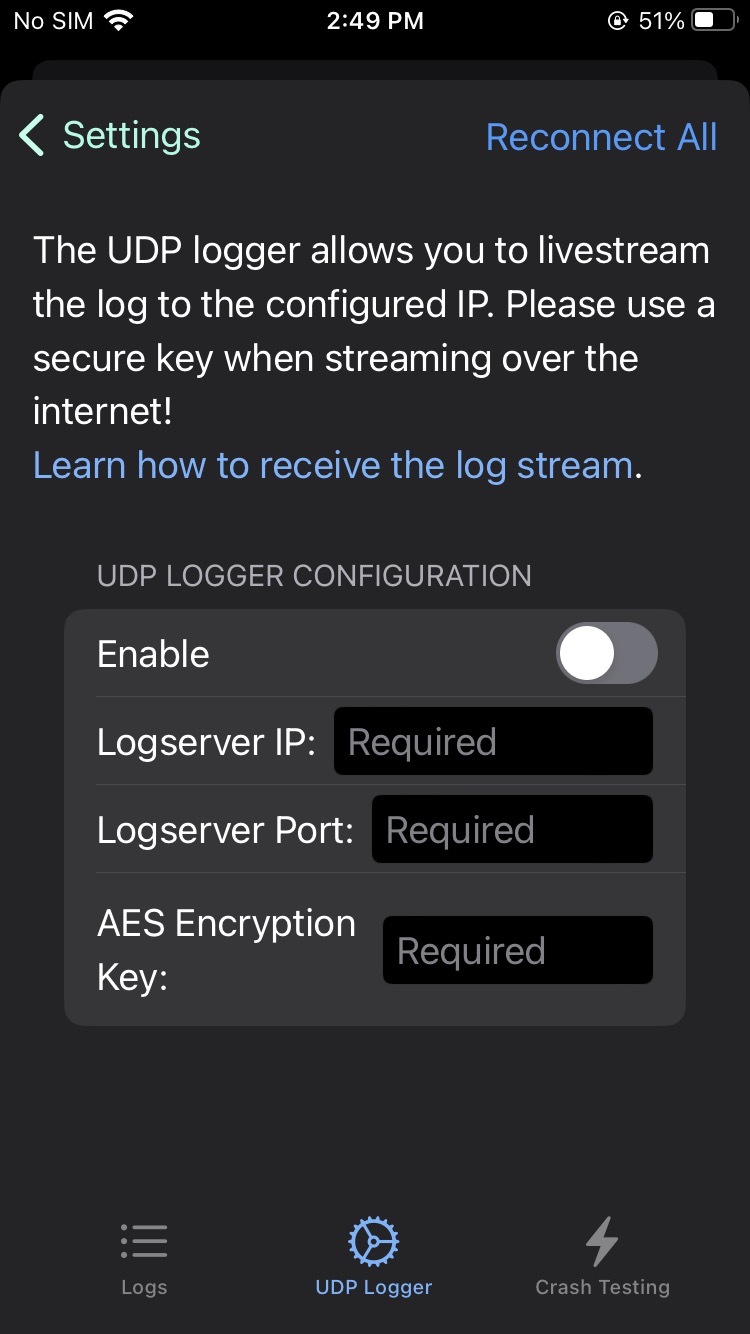 No SIM 2:49 PM 51%
Settings Reconnect All
The UDP logger allows you to livestream
the log to the configured IP. Please use a
secure key when streaming over the
internet!
Learn how to receive the log stream.
UDP LOGGER CONFIGURATION
Enable
Logserver IP: Required
Logserver Port: Required
AES Encryption
Key: Required
Logs UDP Logger Crash Testing